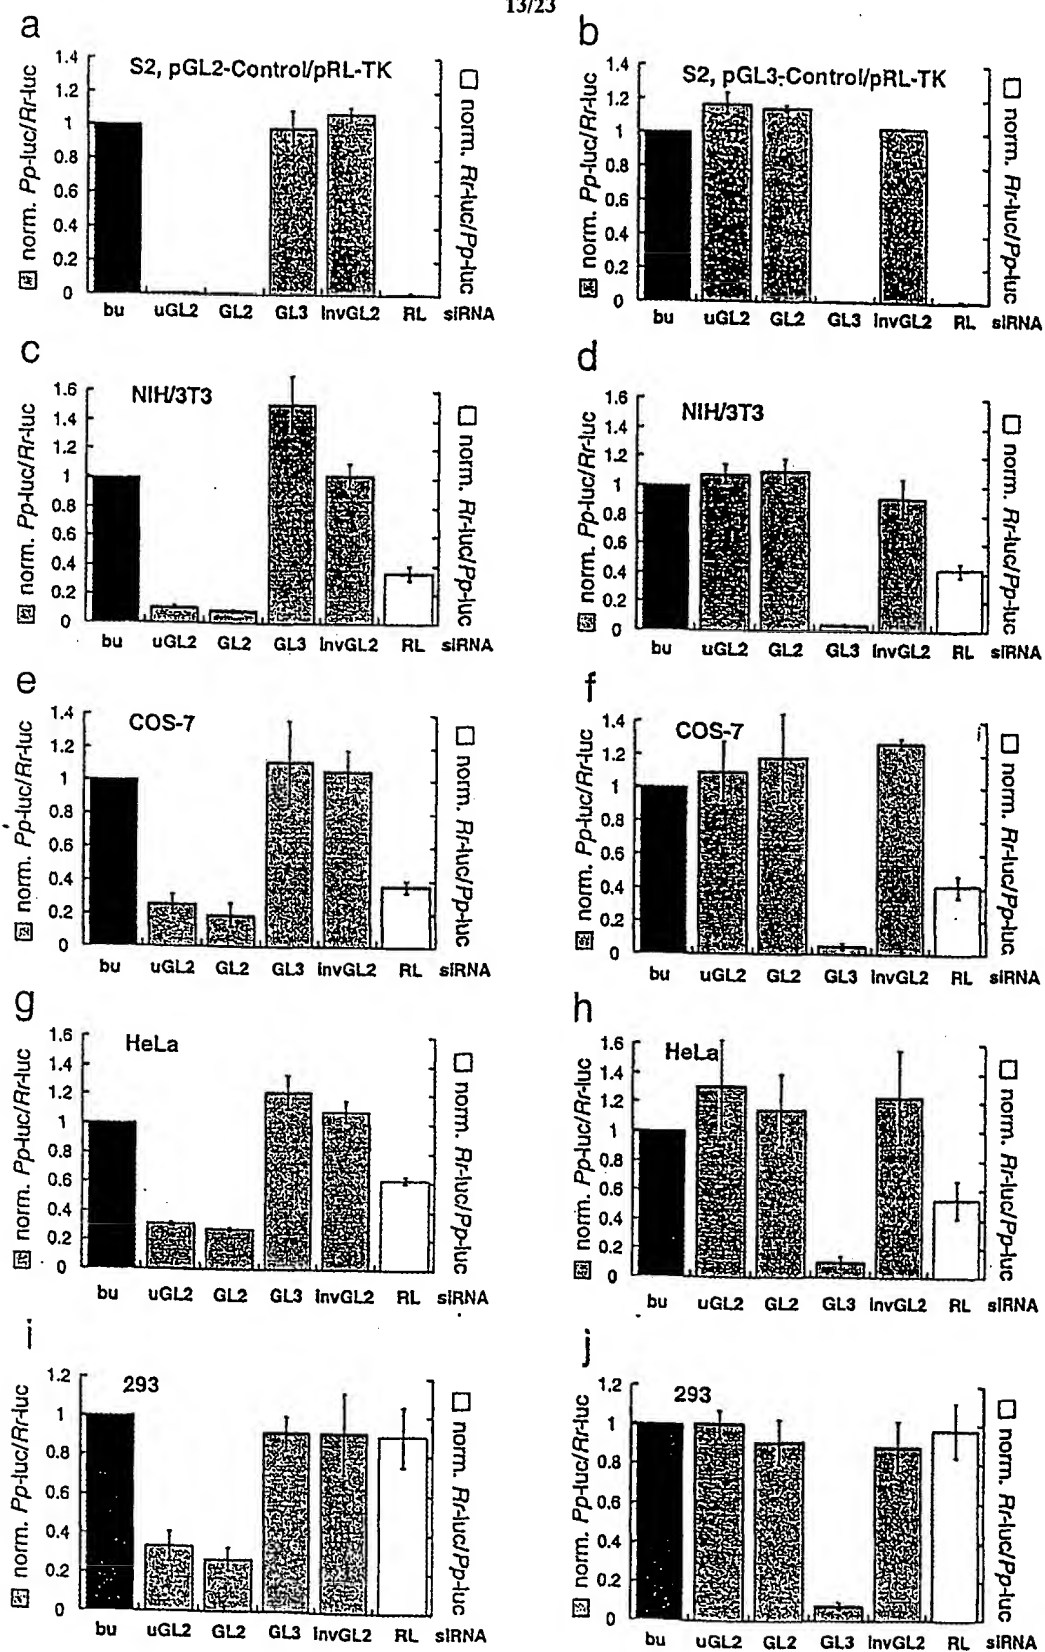 13/23
a
S2, pGL2-Control/pRL-TK
norm. Pp-luc/Rr-luc
1.4
1.2
1
0.8
0.6
0.4
0.2
0
norm. Rr-luc/Pp-luc
bu uGL2 GL2 GL3 invGL2 RL siRNA
b
S2, pGL3-Control/pRL-TK
norm. Pp-luc/Rr-luc
1.4
1.2
1
0.8
0.6
0.4
0.2
0
norm. Rr-luc/Pp-luc
bu uGL2 GL2 GL3 invGL2 RL siRNA
c
NIH/3T3
norm. Pp-luc/Rr-luc
1.6
1.4
1.2
1
0.8
0.6
0.4
0.2
0
norm. Rr-luc/Pp-luc
bu uGL2 GL2 GL3 invGL2 RL siRNA
d
NIH/3T3
norm. Pp-luc/Rr-luc
1.6
1.4
1.2
1
0.8
0.6
0.4
0.2
0
norm. Rr-luc/Pp-luc
bu uGL2 GL2 GL3 invGL2 RL siRNA
e
COS-7
norm. Pp-luc/Rr-luc
1.4
1.2
1
0.8
0.6
0.4
0.2
0
norm. Rr-luc/Pp-luc
bu uGL2 GL2 GL3 invGL2 RL siRNA
f
COS-7
norm. Pp-luc/Rr-luc
1.4
1.2
1
0.8
0.6
0.4
0.2
0
norm. Rr-luc/Pp-luc
bu uGL2 GL2 GL3 invGL2 RL siRNA
g
HeLa
norm. Pp-luc/Rr-luc
1.6
1.4
1.2
1
0.8
0.6
0.4
0.2
0
norm. Rr-luc/Pp-luc
bu uGL2 GL2 GL3 invGL2 RL siRNA
h
HeLa
norm. Pp-luc/Rr-luc
1.6
1.4
1.2
1
0.8
0.6
0.4
0.2
0
norm. Rr-luc/Pp-luc
bu uGL2 GL2 GL3 invGL2 RL siRNA
i
293
norm. Pp-luc/Rr-luc
1.2
1
0.8
0.6
0.4
0.2
0
norm. Rr-luc/Pp-luc
bu uGL2 GL2 GL3 invGL2 RL siRNA
j
293
norm. Pp-luc/Rr-luc
1.2
1
0.8
0.6
0.4
0.2
0
norm. Rr-luc/Pp-luc
bu uGL2 GL2 GL3 invGL2 RL siRNA